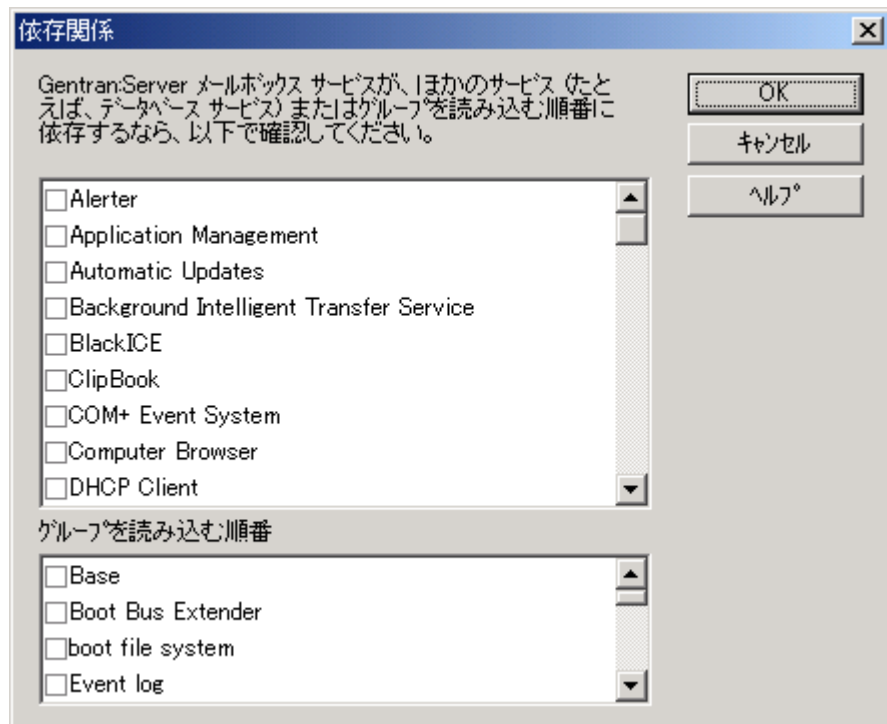 依存関係
Gentran:Server メールボックス サービスが、ほかのサービス (たと
えば、データベース サービス) またはグループを読み込む順番に
依存するなら、以下で確認してください。
OK
キャンセル
ヘルプ
Alerter
Application Management
Automatic Updates
Background Intelligent Transfer Service
BlackICE
ClipBook
COM+ Event System
Computer Browser
DHCP Client
グループを読み込む順番
Base
Boot Bus Extender
boot file system
Event log